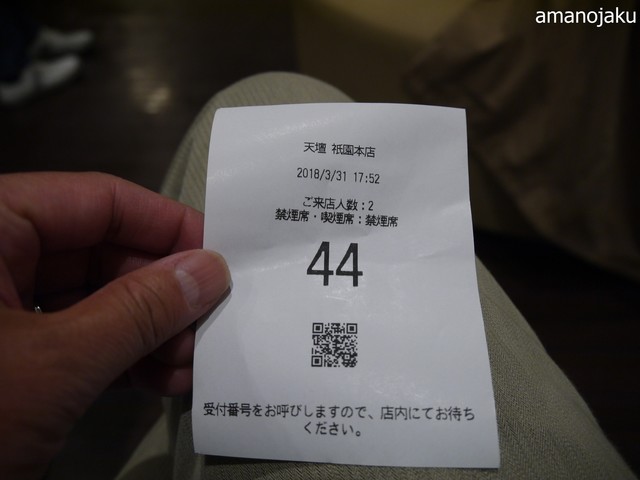 amanojaku
天壇 祇園本店
2018/3/31 17:52
ご来店人数:2
禁煙席・喫煙席:禁煙席
44
受付番号をお呼びしますので、店内にてお待ち
ください。